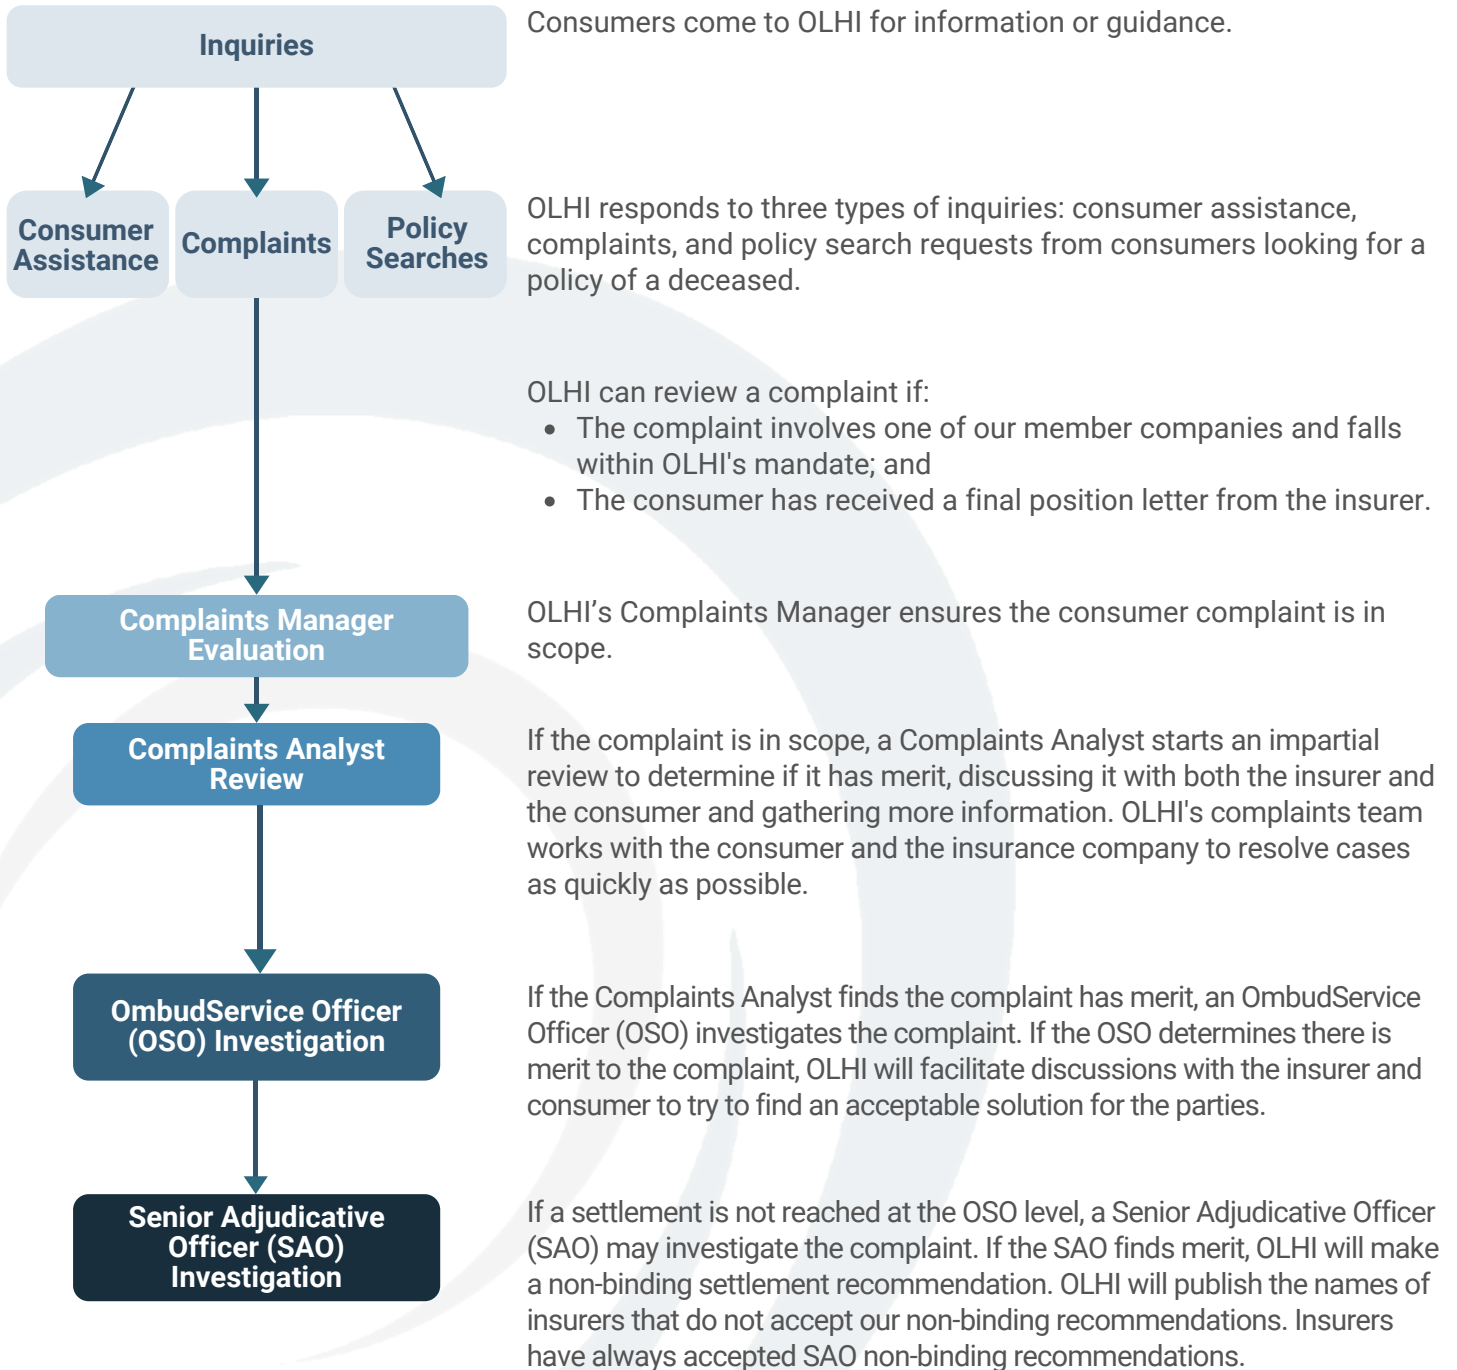 Inquiries
Consumers come to OLHI for information or guidance.
Consumer
Assistance
Complaints
Policy
Searches
OLHI responds to three types of inquiries: consumer assistance,
complaints, and policy search requests from consumers looking for a
policy of a deceased.
OLHI can review a complaint if:
• The complaint involves one of our member companies and falls
within OLHI's mandate; and
• The consumer has received a final position letter from the insurer.
Complaints Manager
Evaluation
OLHI’s Complaints Manager ensures the consumer complaint is in
scope.
Complaints Analyst
Review
If the complaint is in scope, a Complaints Analyst starts an impartial
review to determine if it has merit, discussing it with both the insurer and
the consumer and gathering more information. OLHI's complaints team
works with the consumer and the insurance company to resolve cases
as quickly as possible.
OmbudService Officer
(OSO) Investigation
If the Complaints Analyst finds the complaint has merit, an OmbudService
Officer (OSO) investigates the complaint. If the OSO determines there is
merit to the complaint, OLHI will facilitate discussions with the insurer and
consumer to try to find an acceptable solution for the parties.
Senior Adjudicative
Officer (SAO)
Investigation
If a settlement is not reached at the OSO level, a Senior Adjudicative Officer
(SAO) may investigate the complaint. If the SAO finds merit, OLHI will make
a non-binding settlement recommendation. OLHI will publish the names of
insurers that do not accept our non-binding recommendations. Insurers
have always accepted SAO non-binding recommendations.